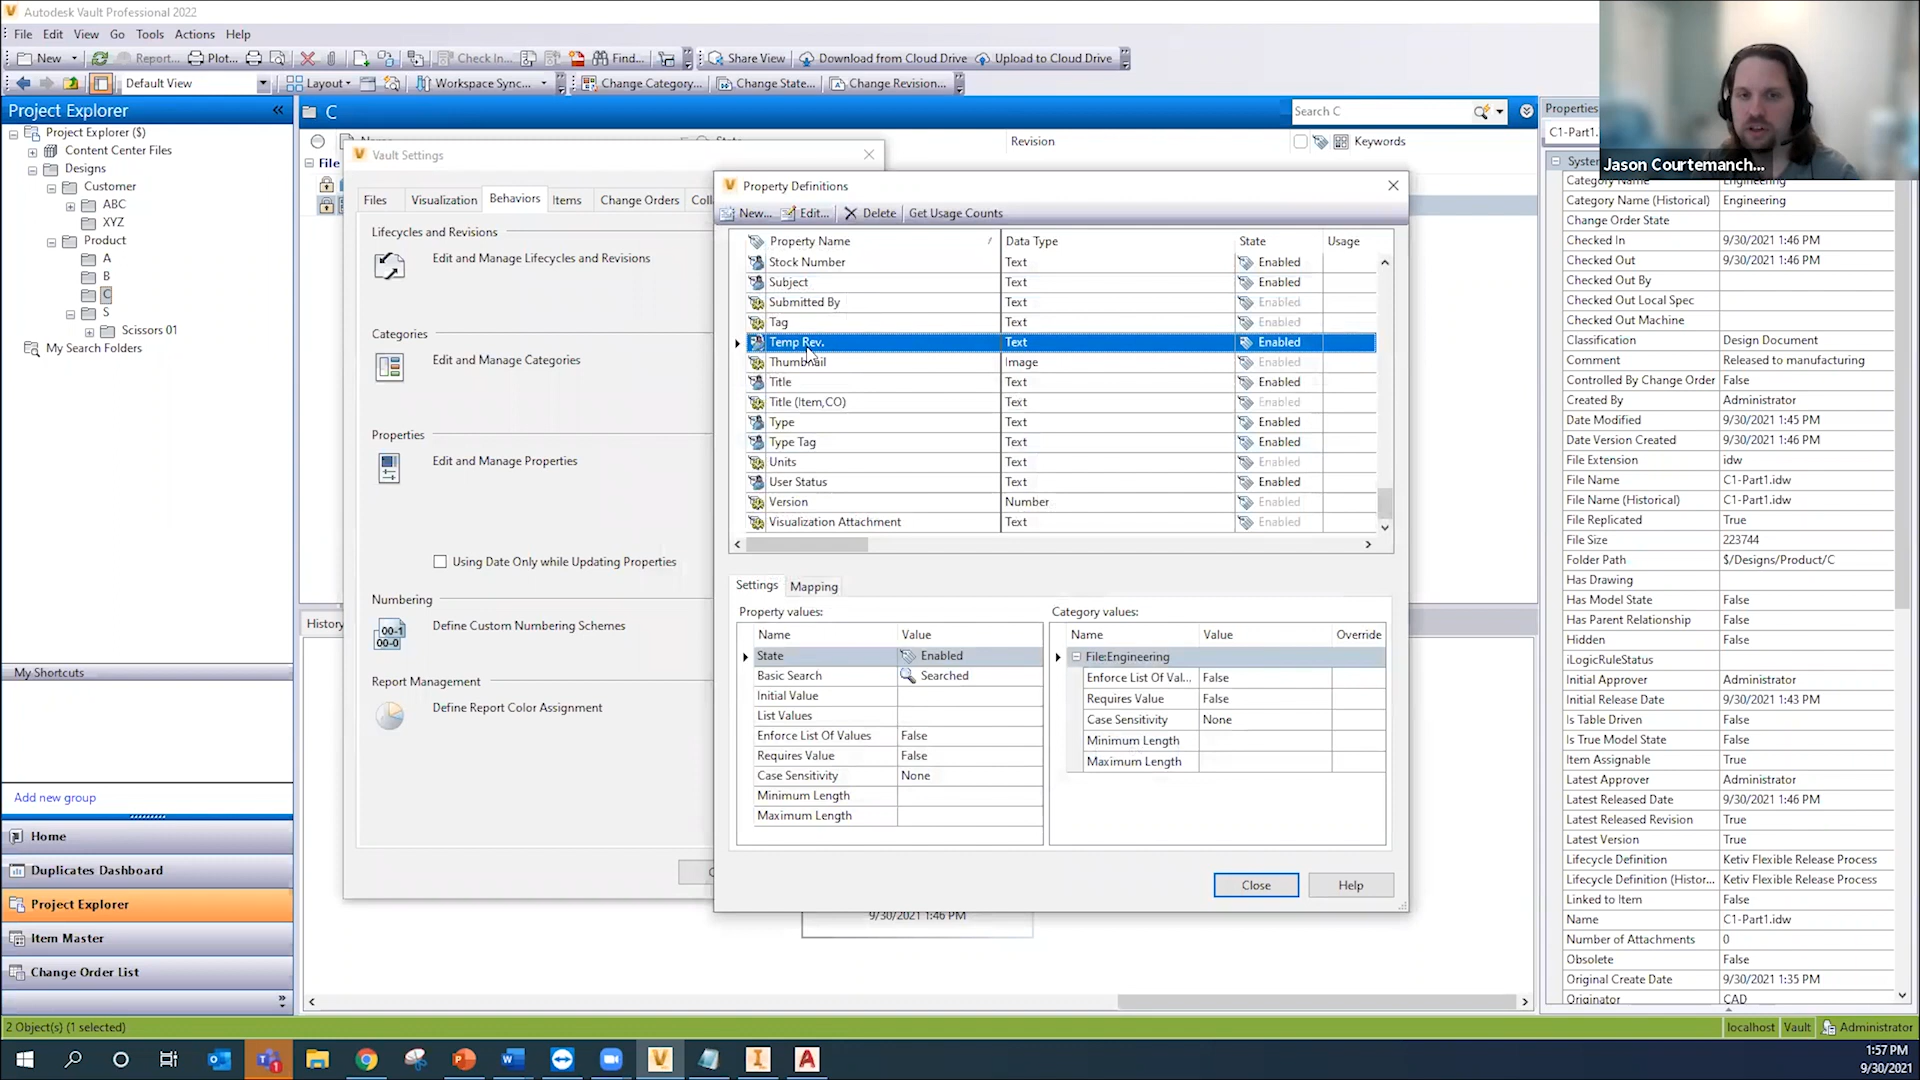 Autodesk Vault Professional 2022
File Edit View Go Tools Actions Help
New Report... Plot... Check In... Find... Share View Download from Cloud Drive Upload to Cloud Drive
Default View Layout Workspace Sync... Change Category... Change State... Change Revision...
Project Explorer «
Project Explorer ($)
Content Center Files
Designs
Customer
ABC
XYZ
Product
A
B
C
S
Scissors 01
My Search Folders
My Shortcuts
Add new group
Home
Duplicates Dashboard
Project Explorer
Item Master
Change Order List
»
C
Search C
Revision Keywords
File
History
Vault Settings
Files Visualization Behaviors Items Change Orders
Lifecycles and Revisions
Edit and Manage Lifecycles and Revisions
Categories
Edit and Manage Categories
Properties
Edit and Manage Properties
Using Date Only while Updating Properties
Numbering
00-1
00-0
Define Custom Numbering Schemes
Report Management
Define Report Color Assignment
Property Definitions
New... Edit... Delete Get Usage Counts
Property Name / Data Type State Usage
Stock Number Text Enabled
Subject Text Enabled
Submitted By Text Enabled
Tag Text Enabled
Temp Rev. Text Enabled
Thumbnail Image Enabled
Title Text Enabled
Title (Item,CO) Text Enabled
Type Text Enabled
Type Tag Text Enabled
Units Text Enabled
User Status Text Enabled
Version Number Enabled
Visualization Attachment Text Enabled
Settings Mapping
Property values:
Name Value
State Enabled
Basic Search Searched
Initial Value
List Values
Enforce List Of Values False
Requires Value False
Case Sensitivity None
Minimum Length
Maximum Length
Category values:
Name Value Override
File:Engineering
Enforce List Of Val... False
Requires Value False
Case Sensitivity None
Minimum Length
Maximum Length
Close Help
9/30/2021 1:46 PM
Jason Courtemanch...
Properties
C1-Part1.
Category Name Engineering
Category Name (Historical) Engineering
Change Order State
Checked In 9/30/2021 1:46 PM
Checked Out 9/30/2021 1:46 PM
Checked Out By
Checked Out Local Spec
Checked Out Machine
Classification Design Document
Comment Released to manufacturing
Controlled By Change Order False
Created By Administrator
Date Modified 9/30/2021 1:45 PM
Date Version Created 9/30/2021 1:46 PM
File Extension idw
File Name C1-Part1.idw
File Name (Historical) C1-Part1.idw
File Replicated True
File Size 223744
Folder Path $/Designs/Product/C
Has Drawing
Has Model State False
Has Parent Relationship False
Hidden False
iLogicRuleStatus
Initial Approver Administrator
Initial Release Date 9/30/2021 1:43 PM
Is Table Driven False
Is True Model State False
Item Assignable True
Latest Approver Administrator
Latest Released Date 9/30/2021 1:46 PM
Latest Released Revision True
Latest Version True
Lifecycle Definition Ketiv Flexible Release Process
Lifecycle Definition (Histor... Ketiv Flexible Release Process
Linked to Item False
Name C1-Part1.idw
Number of Attachments 0
Obsolete False
Original Create Date 9/30/2021 1:35 PM
Originator CAD
2 Object(s) (1 selected)
localhost Vault Administrator
1:57 PM
9/30/2021